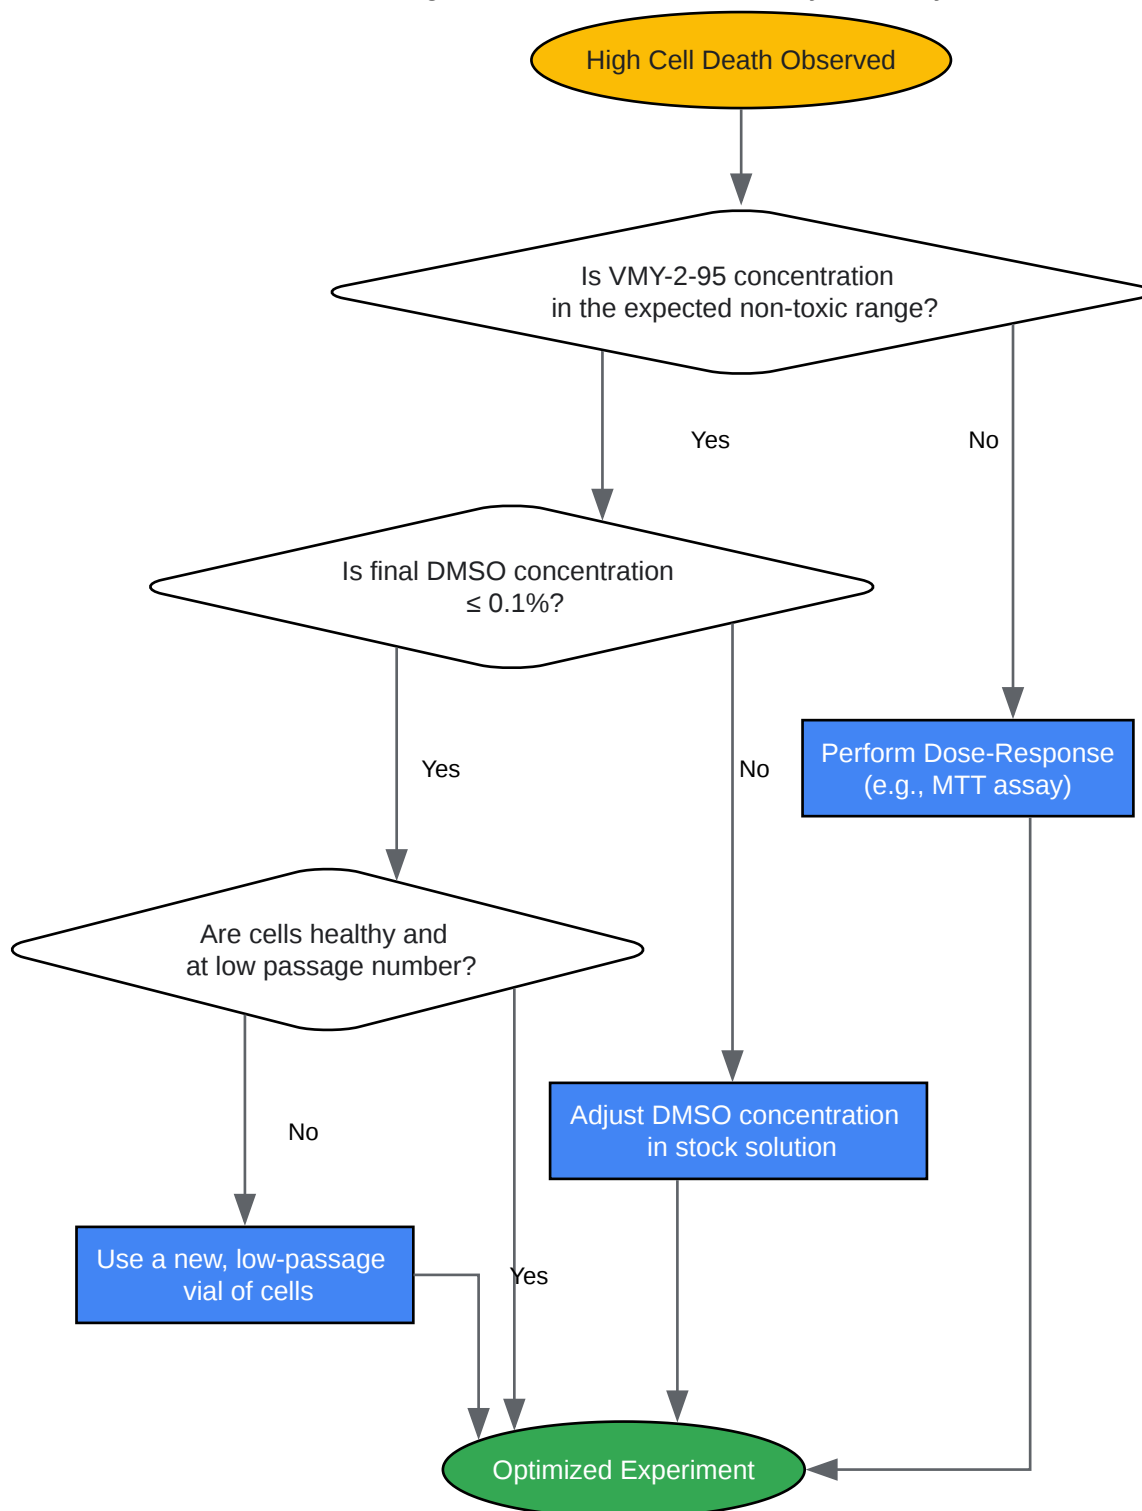 High Cell Death Observed
Is VMY-2-95 concentration
in the expected non-toxic range?
Yes
No
Is final DMSO concentration
≤ 0.1%?
Perform Dose-Response
(e.g., MTT assay)
Yes
No
Are cells healthy and
at low passage number?
Adjust DMSO concentration
in stock solution
No
Use a new, low-passage
vial of cells
Yes
Optimized Experiment